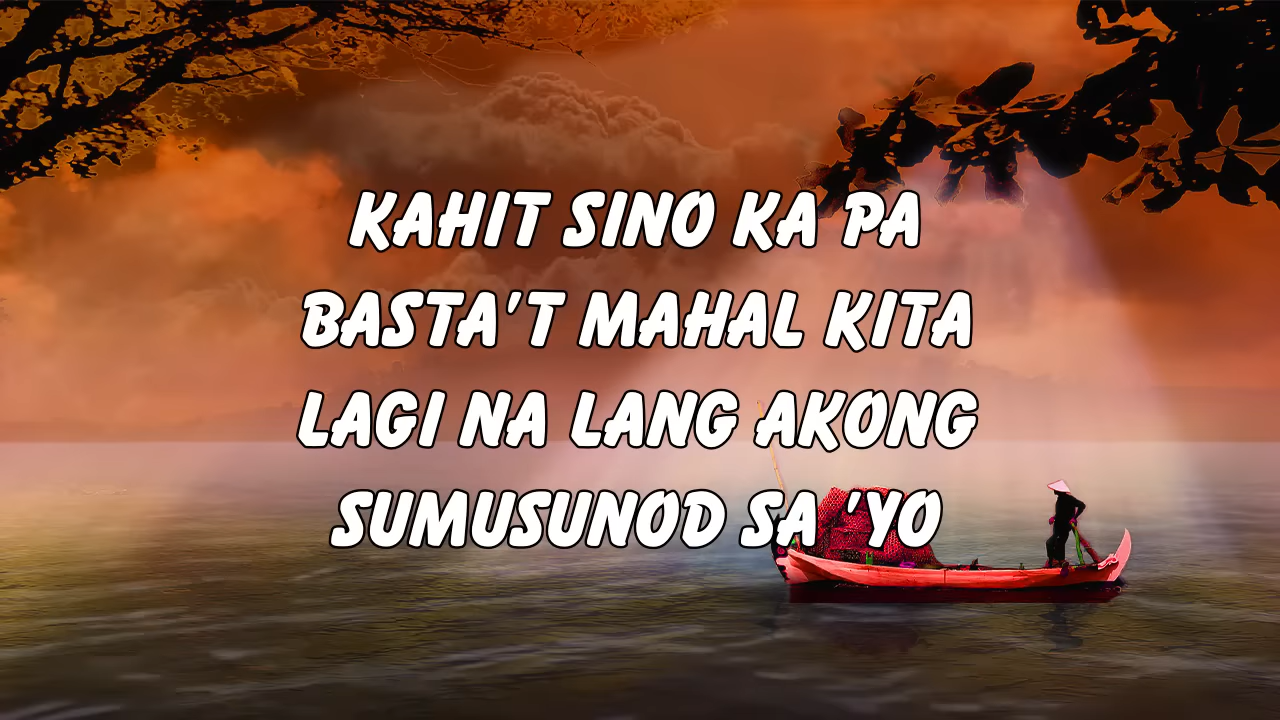 KAHIT SINO KA PA
BASTA'T MAHAL KITA
LAGI NA LANG AKONG
SUMUSUNOD SA 'YO